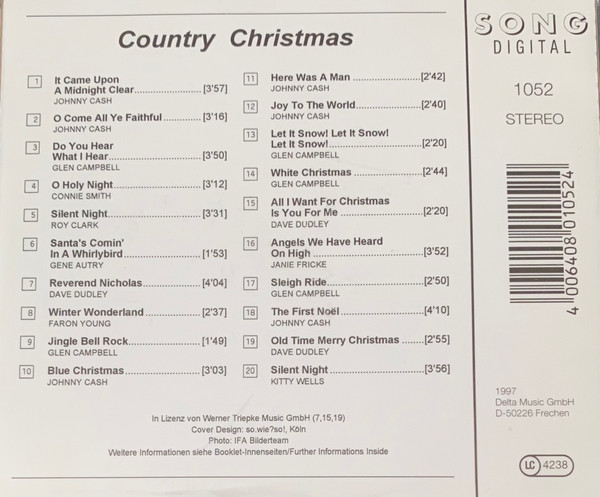 Country Christmas
1 It Came Upon
A Midnight Clear......................[3'57]
JOHNNY CASH
2 O Come All Ye Faithful............[3'16]
JOHNNY CASH
3 Do You Hear
What I Hear..............................[3'50]
GLEN CAMPBELL
4 O Holy Night............................[3'12]
CONNIE SMITH
5 Silent Night..............................[3'31]
ROY CLARK
6 Santa's Comin'
In A Whirlybird.........................[1'53]
GENE AUTRY
7 Reverend Nicholas..................[4'04]
DAVE DUDLEY
8 Winter Wonderland.................[2'37]
FARON YOUNG
9 Jingle Bell Rock.......................[1'49]
GLEN CAMPBELL
10 Blue Christmas........................[3'03]
JOHNNY CASH
11 Here Was A Man ......................[2'42]
JOHNNY CASH
12 Joy To The World.....................[2'40]
JOHNNY CASH
13 Let It Snow! Let It Snow!
Let It Snow!..............................[2'20]
GLEN CAMPBELL
14 White Christmas ......................[2'44]
GLEN CAMPBELL
15 All I Want For Christmas
Is You For Me ..........................[2'20]
DAVE DUDLEY
16 Angels We Have Heard
On High ...................................[3'52]
JANIE FRICKE
17 Sleigh Ride...............................[2'50]
GLEN CAMPBELL
18 The First Noël..........................[4'10]
JOHNNY CASH
19 Old Time Merry Christmas .......[2'55]
DAVE DUDLEY
20 Silent Night ..............................[3'56]
KITTY WELLS
In Lizenz von Werner Triepke Music GmbH (7,15,19)
Cover Design: so.wie?so!, Köln
Photo: IFA Bilderteam
Weitere Informationen siehe Booklet-Innenseiten/Further Informations Inside
SONG
DIGITAL
1052
STEREO
4 006408 010524
1997
Delta Music GmbH
D-50226 Frechen
LC 4238